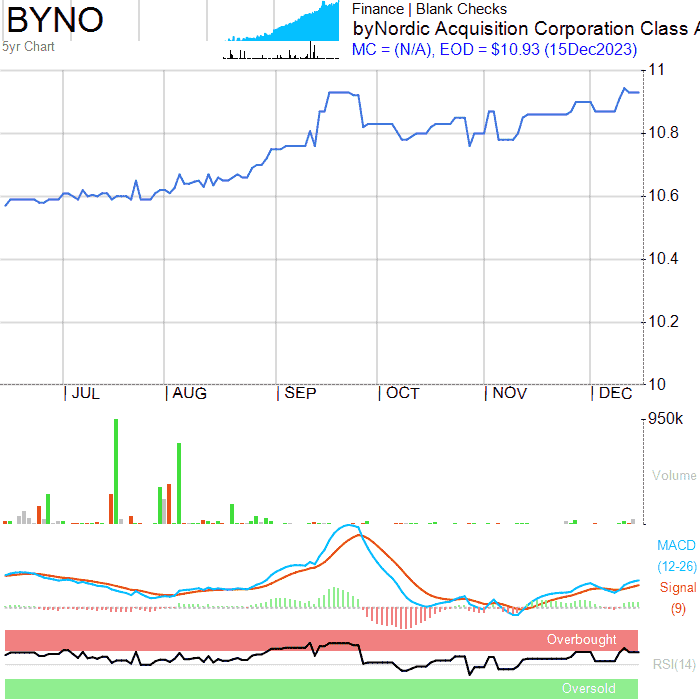 BYNO
5yr Chart
Finance | Blank Checks
byNordic Acquisition Corporation Class A
MC = (N/A), EOD = $10.93 (15Dec2023)
11
10.8
10.6
10.4
10.2
10
JUL AUG SEP OCT NOV DEC
950k
Volume
MACD
(12-26)
Signal
(9)
Overbought
RSI(14)
Oversold